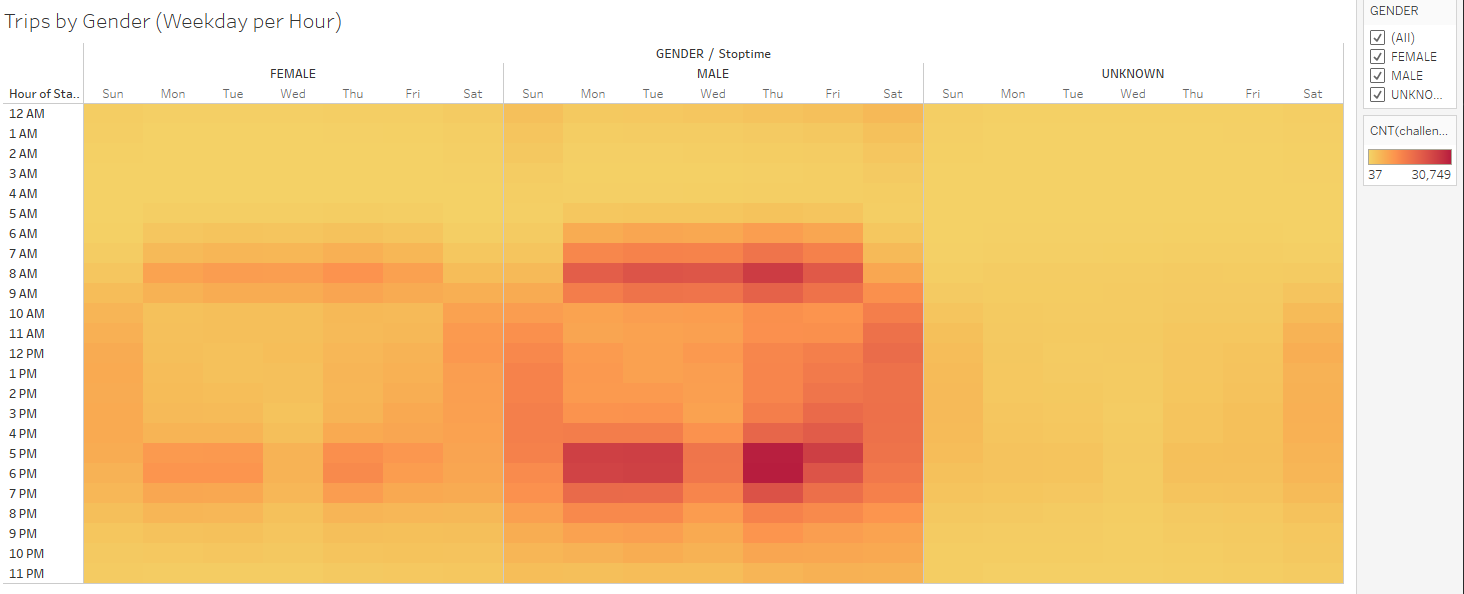 Trips by Gender (Weekday per Hour)
GENDER / Stoptime
FEMALE MALE UNKNOWN
Hour of Sta.. Sun Mon Tue Wed Thu Fri Sat Sun Mon Tue Wed Thu Fri Sat Sun Mon Tue Wed Thu Fri Sat
12 AM
1 AM
2 AM
3 AM
4 AM
5 AM
6 AM
7 AM
8 AM
9 AM
10 AM
11 AM
12 PM
1 PM
2 PM
3 PM
4 PM
5 PM
6 PM
7 PM
8 PM
9 PM
10 PM
11 PM
GENDER
(All)
FEMALE
MALE
UNKNO...
CNT(challen...
37 30,749